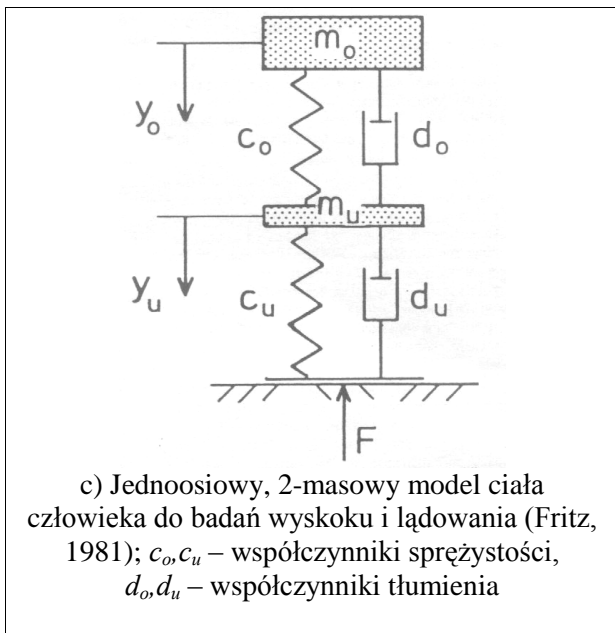 m_o
y_o
c_o
d_o
m_u
y_u
c_u
d_u
F
c) Jednoosiowy, 2-masowy model ciała
człowieka do badań wyskoku i lądowania (Fritz,
1981); c_o,c_u – współczynniki sprężystości,
d_o,d_u – współczynniki tłumienia